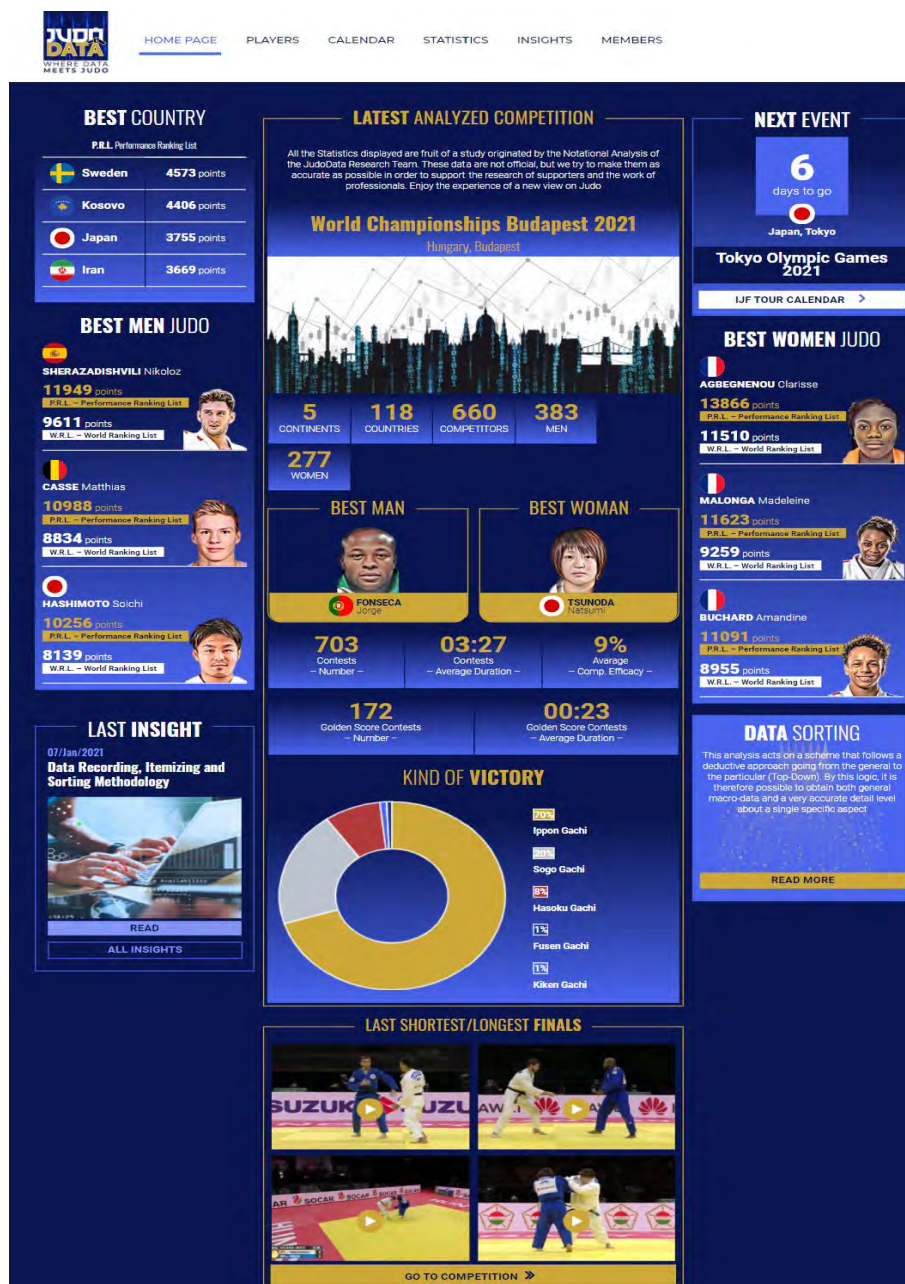 JUDO
DATA
WHERE DATA
MEETS JUDO
HOME PAGE
PLAYERS
CALENDAR
STATISTICS
INSIGHTS
MEMBERS
BEST COUNTRY
P.R.L. Performance Ranking List
Sweden 4573 points
Kosovo 4406 points
Japan 3755 points
Iran 3669 points
BEST MEN JUDO
SHERAZADISHVILI Nikoloz
11949 points
P.R.L. – Performance Ranking List
9611 points
W.R.L. – World Ranking List
CASSE Matthias
10988 points
P.R.L. – Performance Ranking List
8834 points
W.R.L. – World Ranking List
HASHIMOTO Soichi
10256 points
P.R.L. – Performance Ranking List
8139 points
W.R.L. – World Ranking List
LAST INSIGHT
07/Jan/2021
Data Recording, Itemizing and
Sorting Methodology
READ
ALL INSIGHTS
LATEST ANALYZED COMPETITION
All the Statistics displayed are fruit of a study originated by the Notational Analysis of
the JudoData Research Team. These data are not official, but we try to make them as
accurate as possible in order to support the research of supporters and the work of
professionals. Enjoy the experience of a new view on Judo
World Championships Budapest 2021
Hungary, Budapest
5
CONTINENTS
118
COUNTRIES
660
COMPETITORS
383
MEN
277
WOMEN
BEST MAN
FONSECA
Jorge
BEST WOMAN
TSUNODA
Natsumi
703
Contests
– Number –
03:27
Contests
– Average Duration –
9%
Avarage
– Comp. Efficacy –
172
Golden Score Contests
– Number –
00:23
Golden Score Contests
– Average Duration –
KIND OF VICTORY
70%
Ippon Gachi
20%
Sogo Gachi
8%
Hasoku Gachi
1%
Fusen Gachi
1%
Kiken Gachi
LAST SHORTEST/LONGEST FINALS
SUZUK
UZU
AW
SOCAR
SOCAR
SOCAR
GO TO COMPETITION »
NEXT EVENT
6
days to go
Japan, Tokyo
Tokyo Olympic Games
2021
IJF TOUR CALENDAR >
BEST WOMEN JUDO
AGBEGNENOU Clarisse
13866 points
P.R.L. – Performance Ranking List
11510 points
W.R.L. – World Ranking List
MALONGA Madeleine
11623 points
P.R.L. – Performance Ranking List
9259 points
W.R.L. – World Ranking List
BUCHARD Amandine
11091 points
P.R.L. – Performance Ranking List
8955 points
W.R.L. – World Ranking List
DATA SORTING
This analysis acts on a scheme that follows a
deductive approach going from the general to
the particular (Top-Down). By this logic, it is
therefore possible to obtain both general
macro-data and a very accurate detail level
about a single specific aspect
READ MORE